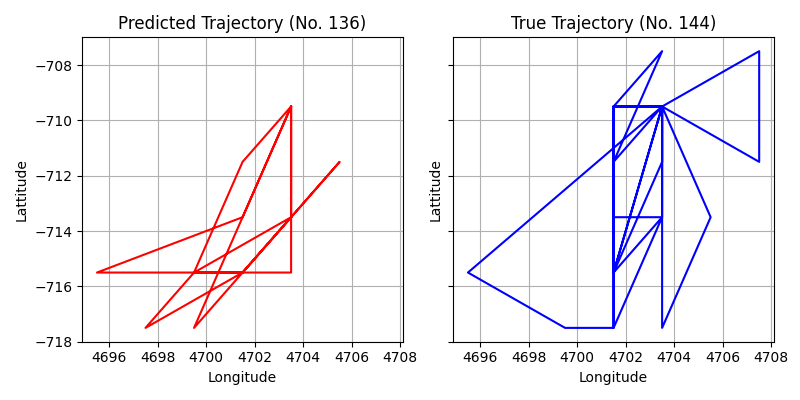 Predicted Trajectory (No. 136)
True Trajectory (No. 144)
−708
−710
−712
−714
−716
−718
Lattitude
Lattitude
4696 4698 4700 4702 4704 4706 4708
4696 4698 4700 4702 4704 4706 4708
Longitude
Longitude